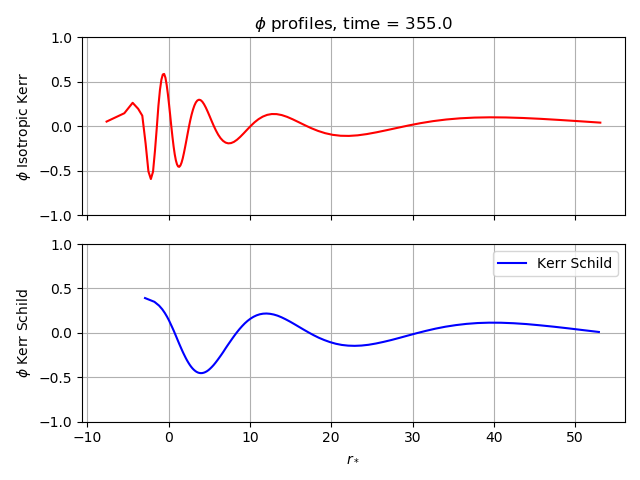 ϕ profiles, time = 355.0
ϕ Isotropic Kerr
1.0
0.5
0.0
−0.5
−1.0
ϕ Kerr Schild
1.0
0.5
0.0
−0.5
−1.0
Kerr Schild
−10 0 10 20 30 40 50
r*